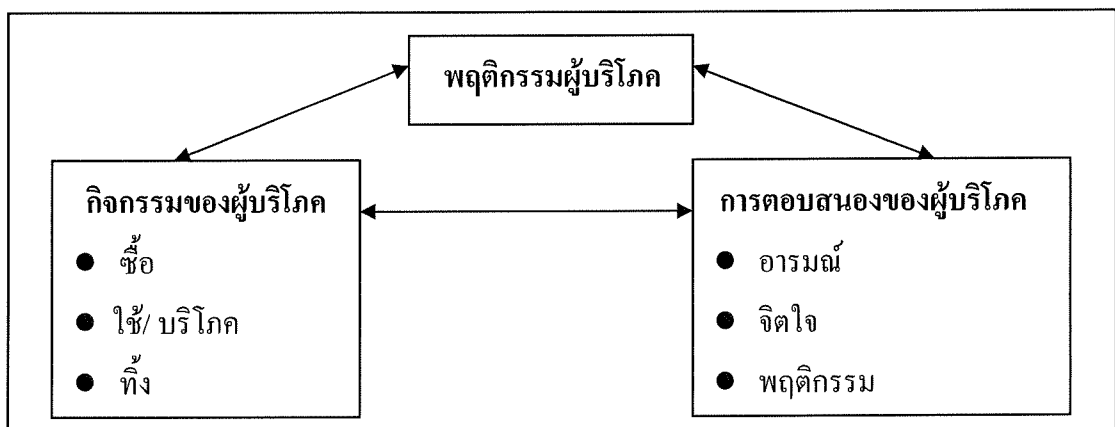 พฤติกรรมผู้บริโภค
กิจกรรมของผู้บริโภค
● ซื้อ
● ใช้/ บริโภค
● ทิ้ง
การตอบสนองของผู้บริโภค
● อารมณ์
● จิตใจ
● พฤติกรรม